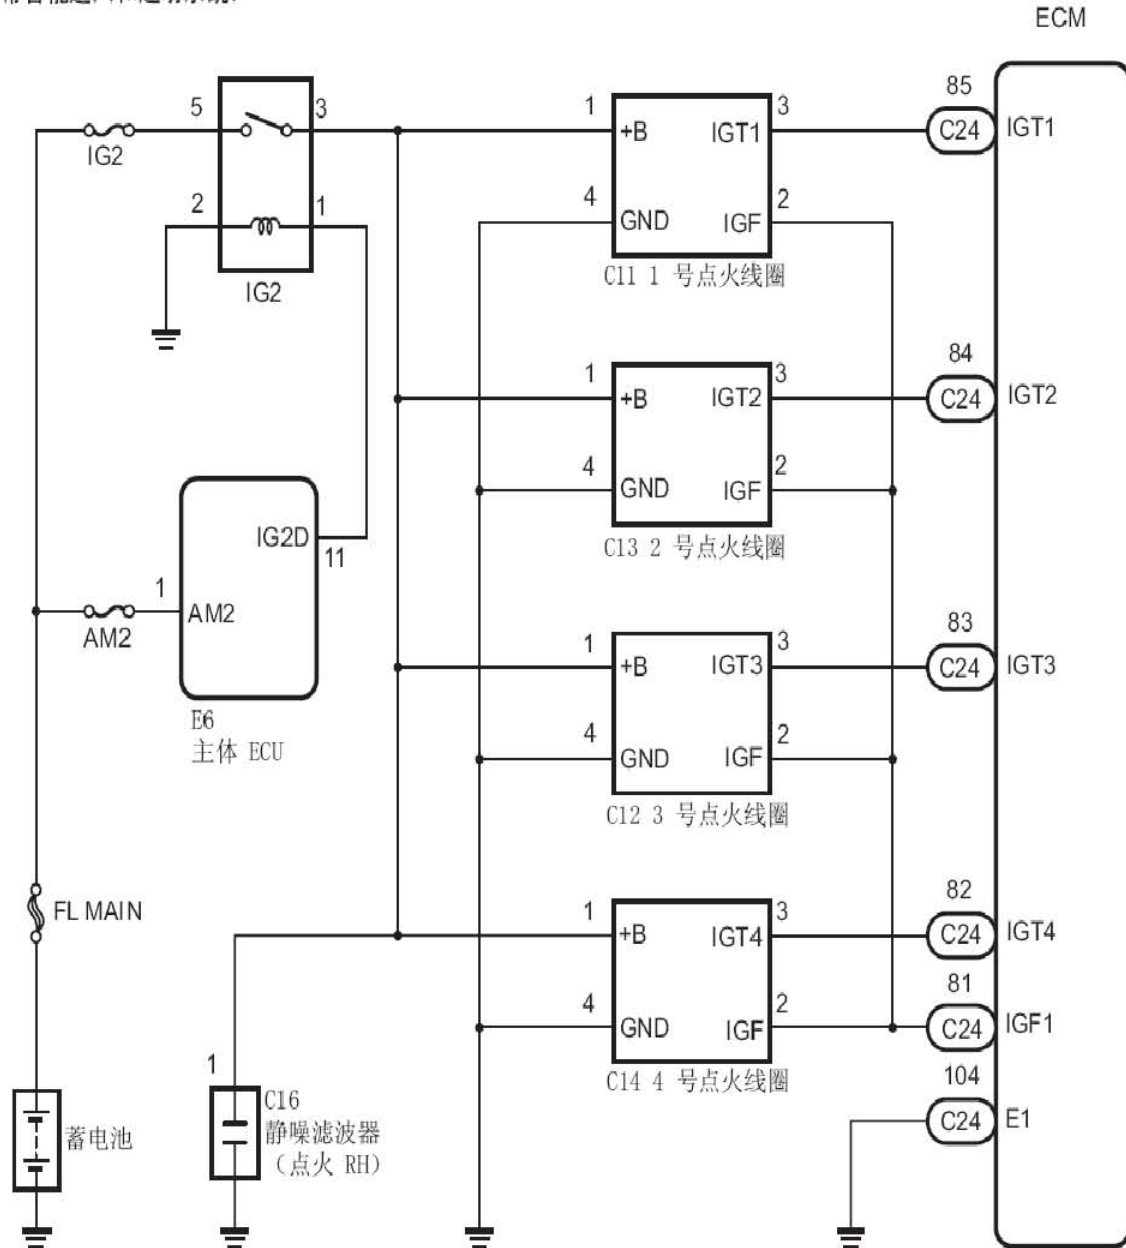 ECM
5
3
IG2
2
1
IG2
1
+B
IGT1
3
4
GND
IGF
2
C11 1 号点火线圈
85
C24
IGT1
1
+B
IGT2
3
4
GND
IGF
2
C13 2 号点火线圈
84
C24
IGT2
IG2D
11
1
AM2
AM2
E6
主体 ECU
1
+B
IGT3
3
4
GND
IGF
2
C12 3 号点火线圈
83
C24
IGT3
FL MAIN
1
+B
IGT4
3
4
GND
IGF
2
C14 4 号点火线圈
82
C24
IGT4
81
C24
IGF1
104
C24
E1
蓄电池
1
C16
静噪滤波器
（点火 RH）